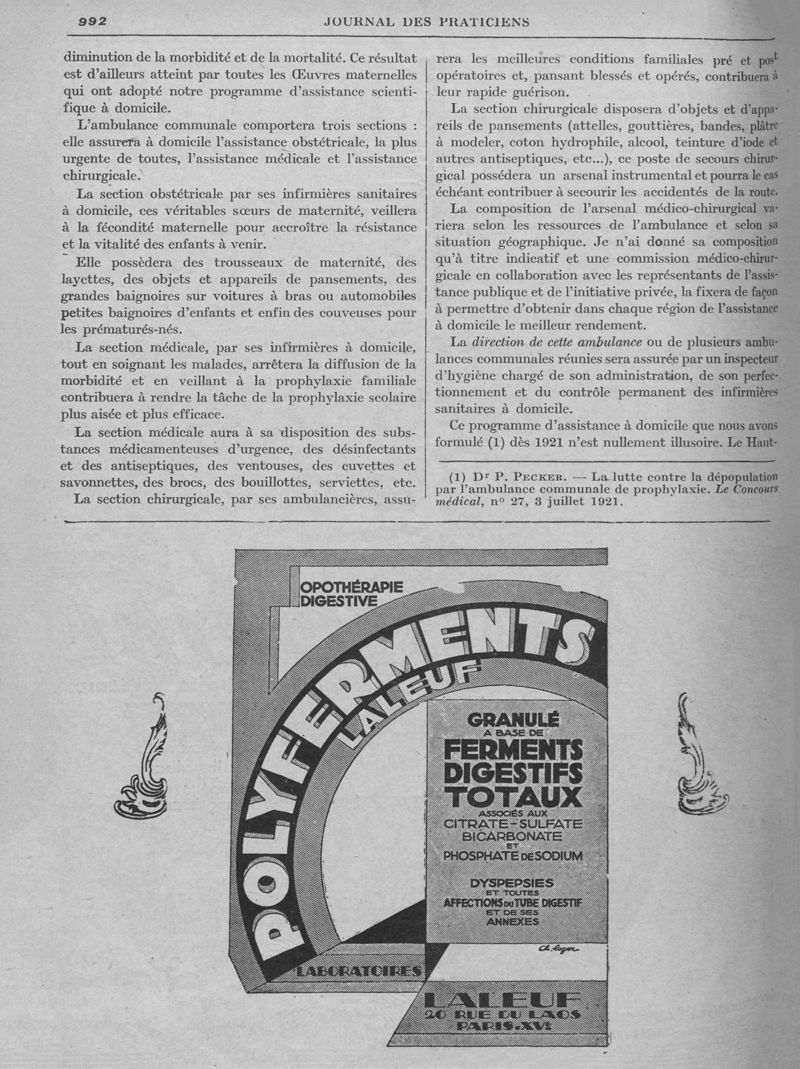 992
JOURNAL DES PRATICIENS
diminution de la morbidité et de la mortalité. Ce résultat
est d'ailleurs atteint par toutes les Œuvres maternelles
qui ont adopté notre programme d'assistance scienti-
fique à domicile.
L'ambulance communale comportera trois sections :
elle assurera à domicile l'assistance obstétricale, la plus
urgente de toutes, l'assistance médicale et l'assistance
chirurgicale.
La section obstétricale par ses infirmières sanitaires
à domicile, ces véritables sœurs de maternité, veillera
à la fécondité maternelle pour accroître la résistance
et la vitalité des enfants à venir.
Elle possèdera des trousseaux de maternité, des
layettes, des objets et appareils de pansements, des
grandes baignoires sur voitures à bras ou automobiles
petites baignoires d'enfants et enfin des couveuses pour
les prématurés-nés.
La section médicale, par ses infirmières à domicile,
tout en soignant les malades, arrêtera la diffusion de la
morbidité et en veillant à la prophylaxie familiale
contribuera à rendre la tâche de la prophylaxie scolaire
plus aisée et plus efficace.
La section médicale aura à sa disposition des subs-
tances médicamenteuses d'urgence, des désinfectants
et des antiseptiques, des ventouses, des cuvettes et
savonnettes, des brocs, des bouillottes, serviettes, etc.
La section chirurgicale, par ses ambulancières, assu-
rera les meilleures conditions familiales pré et post
opératoires et, pansant blessés et opérés, contribuera à
leur rapide guérison.
La section chirurgicale disposera d'objets et d'appa-
reils de pansements (attelles, gouttières, bandes, plâtre
à modeler, coton hydrophile, alcool, teinture d'iode et
autres antiseptiques, etc...), ce poste de secours chirur-
gical possédera un arsenal instrumental et pourra le cas
échéant contribuer à secourir les accidentés de la route.
La composition de l'arsenal médico-chirurgical va-
riera selon les ressources de l'ambulance et selon sa
situation géographique. Je n'ai donné sa composition
qu'à titre indicatif et une commission médico-chirur-
gicale en collaboration avec les représentants de l'assis-
tance publique et de l'initiative privée, la fixera de façon
à permettre d'obtenir dans chaque région de l'assistance
à domicile le meilleur rendement.
La direction de cette ambulance ou de plusieurs ambu-
lances communales réunies sera assurée par un inspecteur
d'hygiène chargé de son administration, de son perfec-
tionnement et du contrôle permanent des infirmières
sanitaires à domicile.
Ce programme d'assistance à domicile que nous avons
formulé (1) dès 1921 n'est nullement illusoire. Le Haut-
(1) Dr P. PECKER. — La lutte contre la dépopulation
par l'ambulance communale de prophylaxie. Le Concours
médical, no 27, 3 juillet 1921.
OPOTHÉRAPIE
DIGESTIVE
POLYFERMENTS
LALEUF
GRANULÉ
A BASE DE
FERMENTS
DIGESTIFS
TOTAUX
ASSOCIÉS AUX
CITRATE-SULFATE
BICARBONATE
ET
PHOSPHATE DE SODIUM
DYSPEPSIES
ET TOUTES
AFFECTIONS DU TUBE DIGESTIF
ET DE SES
ANNEXES
Ch. Loger
LABORATOIRES
LALEUF
20 RUE DU LAOS
PARIS.XVe